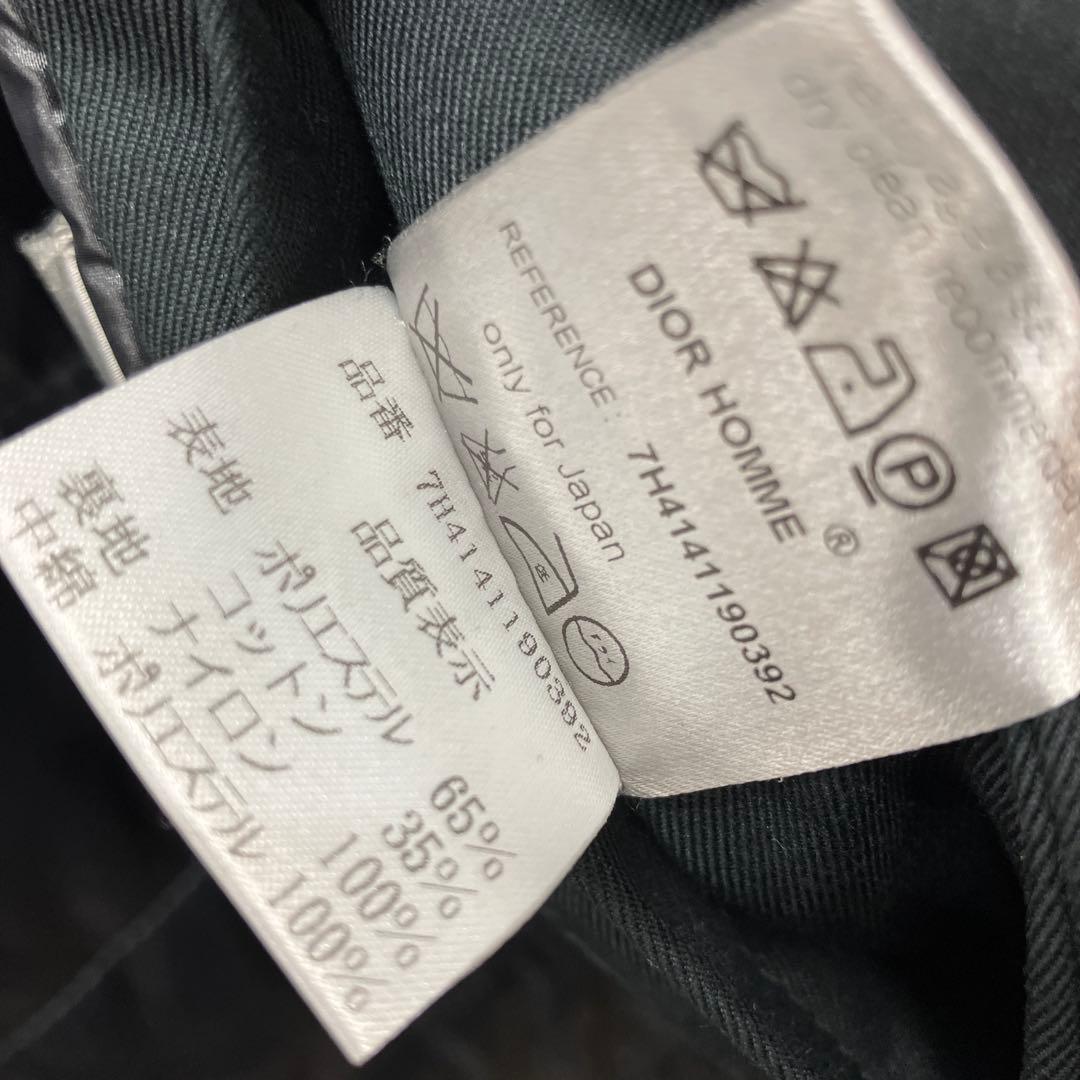 dry clean
DIOR HOMME ®
REFERENCE : 7H4141190392
only for Japan
P
品番 7H4141190392
品質表示
表地 ポリエステル 65%
コットン 35%
裏地 ナイロン 100%
中綿 ポリエステル 100%